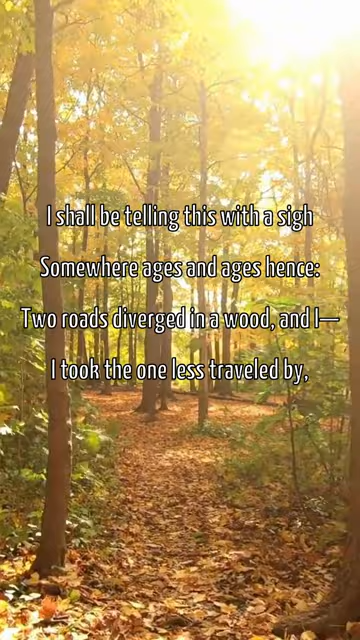 I shall be telling this with a sigh
Somewhere ages and ages hence:
Two roads diverged in a wood, and I—
I took the one less traveled by,